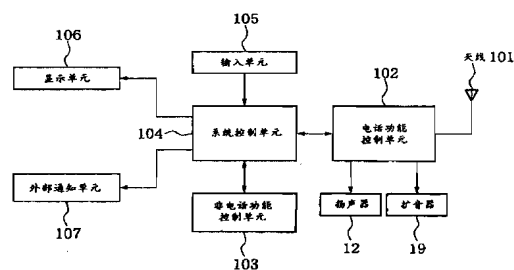 105
106
输入单元
显示单元
102
天线 101
104
系统控制单元
电话功能
控制单元
外部通知单元
107
非电话功能
控制单元
103
扬声器
扩音器
12
19